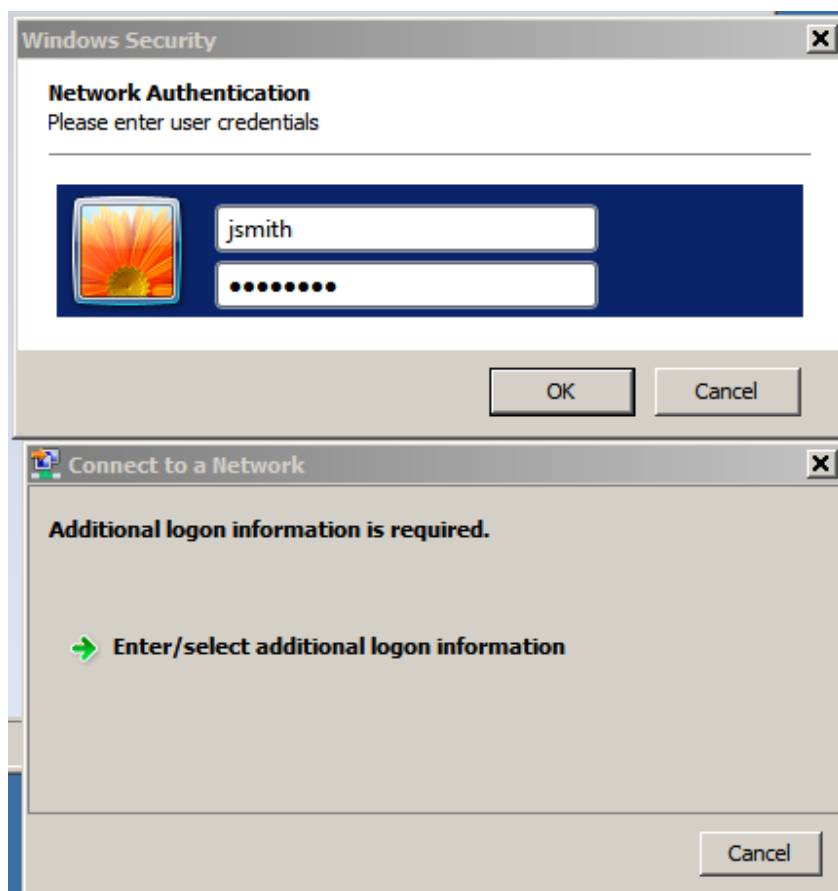 Windows Security
Network Authentication
Please enter user credentials
jsmith
●●●●●●●●
OK Cancel
Connect to a Network
Additional logon information is required.
Enter/select additional logon information
Cancel